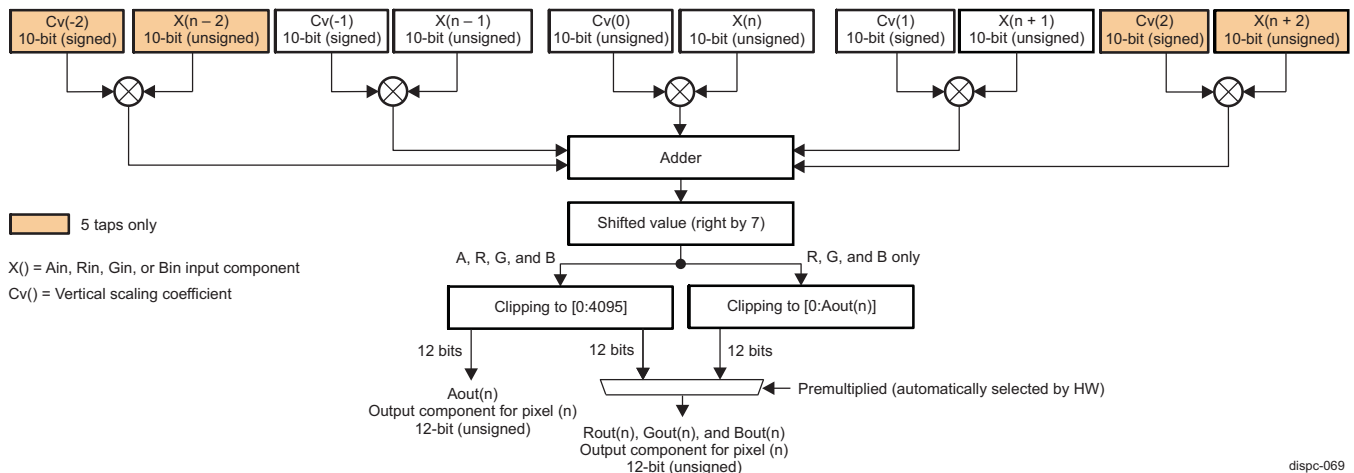 Cv(-2)
10-bit (signed)
X(n – 2)
10-bit (unsigned)
Cv(-1)
10-bit (signed)
X(n – 1)
10-bit (unsigned)
Cv(0)
10-bit (unsigned)
X(n)
10-bit (unsigned)
Cv(1)
10-bit (signed)
X(n + 1)
10-bit (unsigned)
Cv(2)
10-bit (signed)
X(n + 2)
10-bit (unsigned)
Adder
5 taps only
Shifted value (right by 7)
X() = Ain, Rin, Gin, or Bin input component
Cv() = Vertical scaling coefficient
A, R, G, and B
R, G, and B only
Clipping to [0:4095]
Clipping to [0:Aout(n)]
12 bits
12 bits
12 bits
Aout(n)
Output component for pixel (n)
12-bit (unsigned)
Premultiplied (automatically selected by HW)
Rout(n), Gout(n), and Bout(n)
Output component for pixel (n)
12-bit (unsigned)
dispc-069